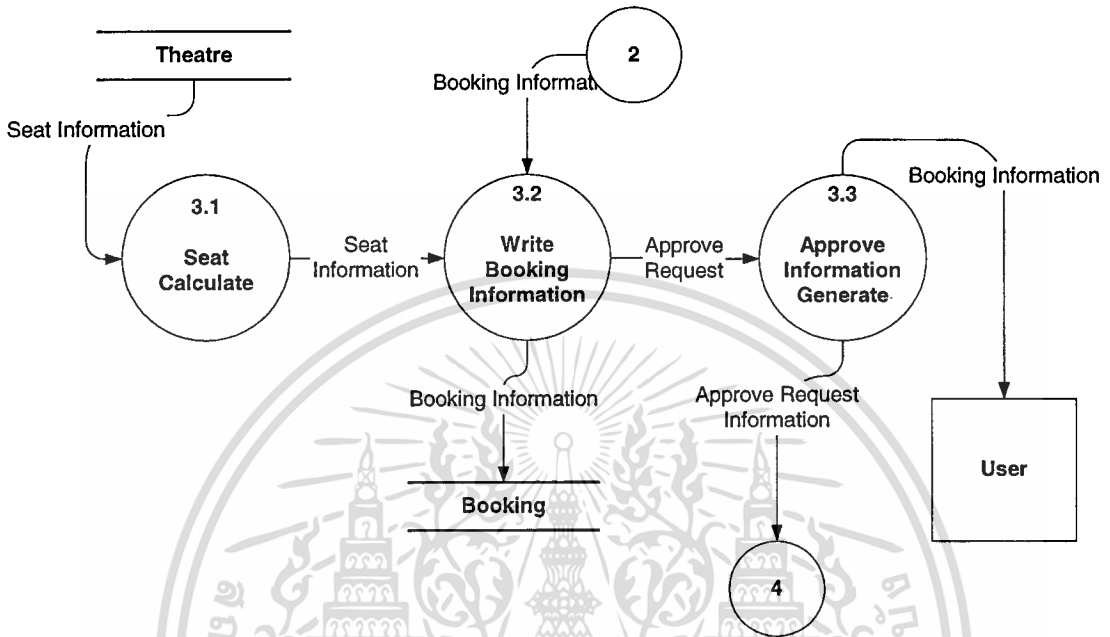 Theatre
2
Booking Informati
Seat Information
Booking Information
3.1
Seat
Calculate
Seat
Information
3.2
Write
Booking
Information
Approve
Request
3.3
Approve
Information
Generate
Booking Information
Approve Request
Information
User
Booking
4